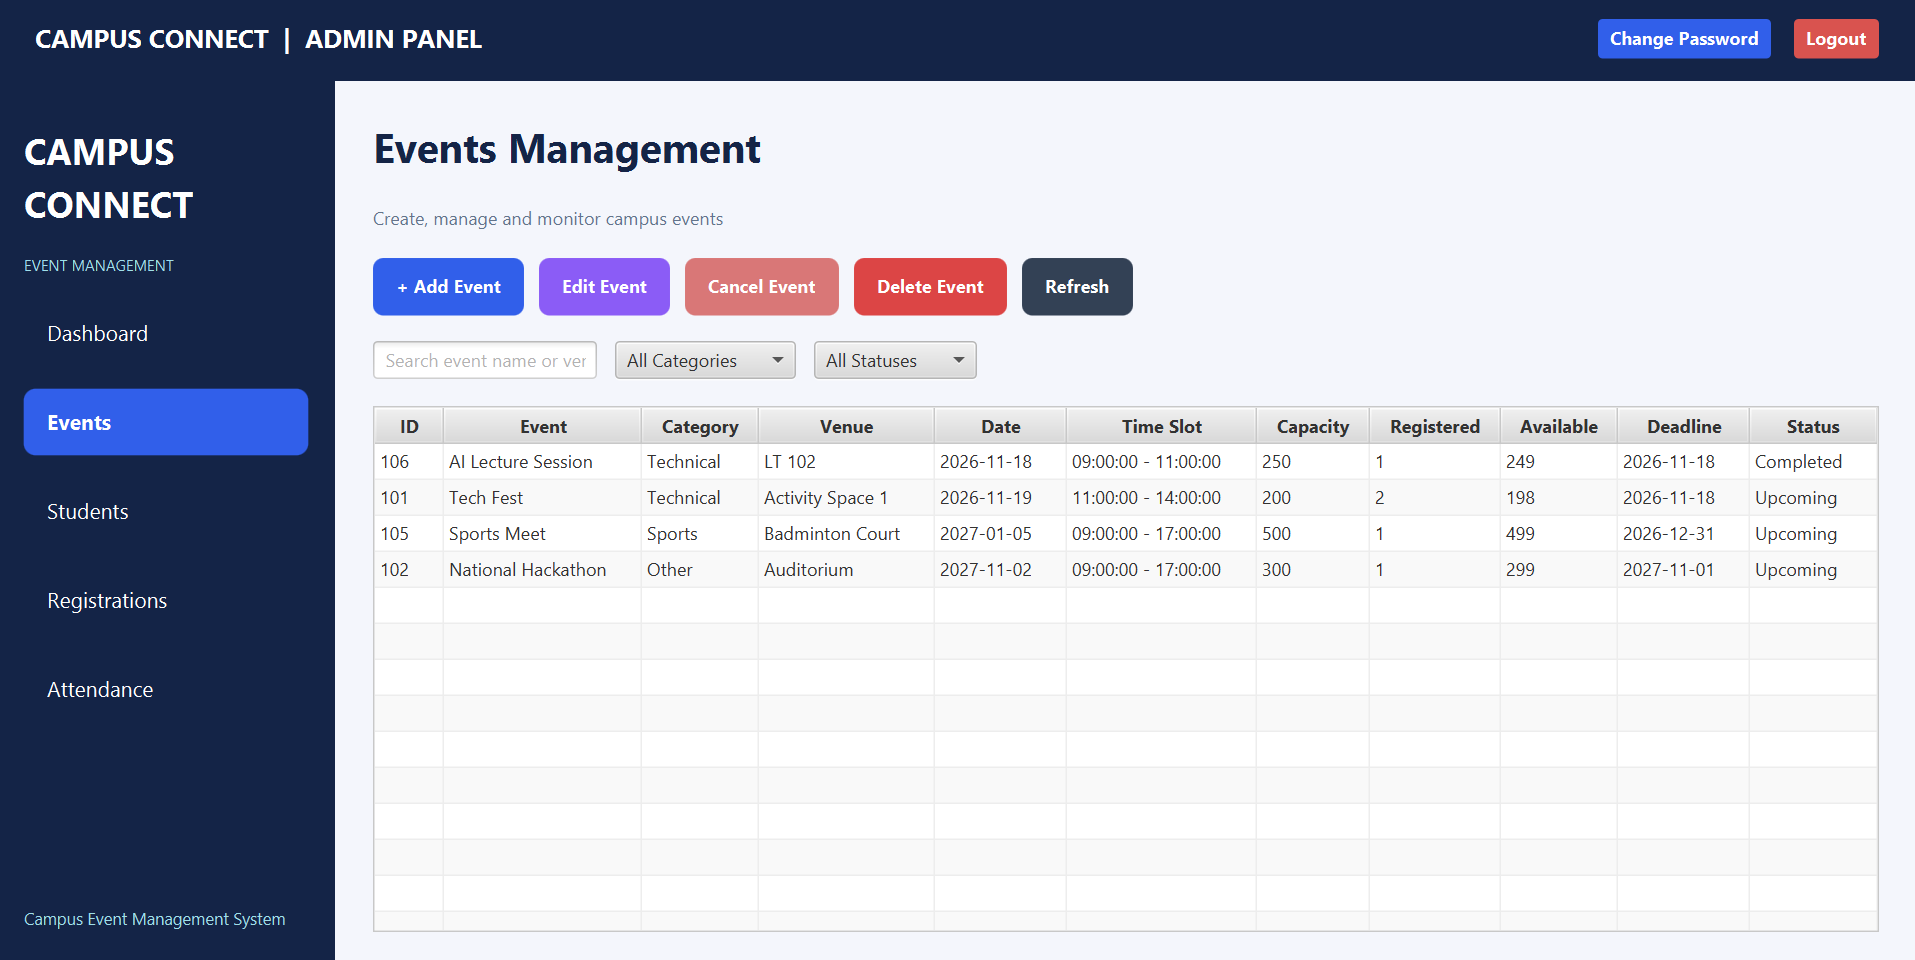 CAMPUS CONNECT | ADMIN PANEL
Change Password
Logout
CAMPUS
CONNECT
EVENT MANAGEMENT
Dashboard
Events
Students
Registrations
Attendance
Campus Event Management System
Events Management
Create, manage and monitor campus events
+ Add Event
Edit Event
Cancel Event
Delete Event
Refresh
Search event name or ver
All Categories
All Statuses
ID Event Category Venue Date Time Slot Capacity Registered Available Deadline Status
106 AI Lecture Session Technical LT 102 2026-11-18 09:00:00 - 11:00:00 250 1 249 2026-11-18 Completed
101 Tech Fest Technical Activity Space 1 2026-11-19 11:00:00 - 14:00:00 200 2 198 2026-11-18 Upcoming
105 Sports Meet Sports Badminton Court 2027-01-05 09:00:00 - 17:00:00 500 1 499 2026-12-31 Upcoming
102 National Hackathon Other Auditorium 2027-11-02 09:00:00 - 17:00:00 300 1 299 2027-11-01 Upcoming